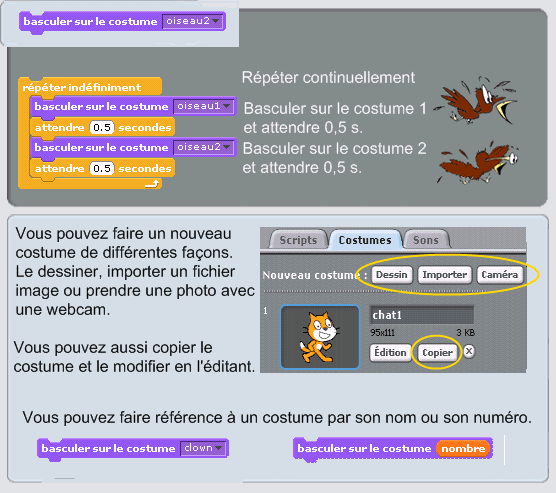 basculer sur le costume oiseau2
répéter indéfiniment
basculer sur le costume oiseau1
attendre 0.5 secondes
basculer sur le costume oiseau2
attendre 0.5 secondes
Répéter continuellement
Basculer sur le costume 1
et attendre 0,5 s.
Basculer sur le costume 2
et attendre 0,5 s.
Vous pouvez faire un nouveau
costume de différentes façons.
Le dessiner, importer un fichier
image ou prendre une photo avec
une webcam.
Vous pouvez aussi copier le
costume et le modifier en l'éditant.
Scripts Costumes Sons
Nouveau costume : Dessin Importer Caméra
1
chat1
95x111 3 KB
Édition Copier X
Vous pouvez faire référence à un costume par son nom ou son numéro.
basculer sur le costume clown
basculer sur le costume nombre